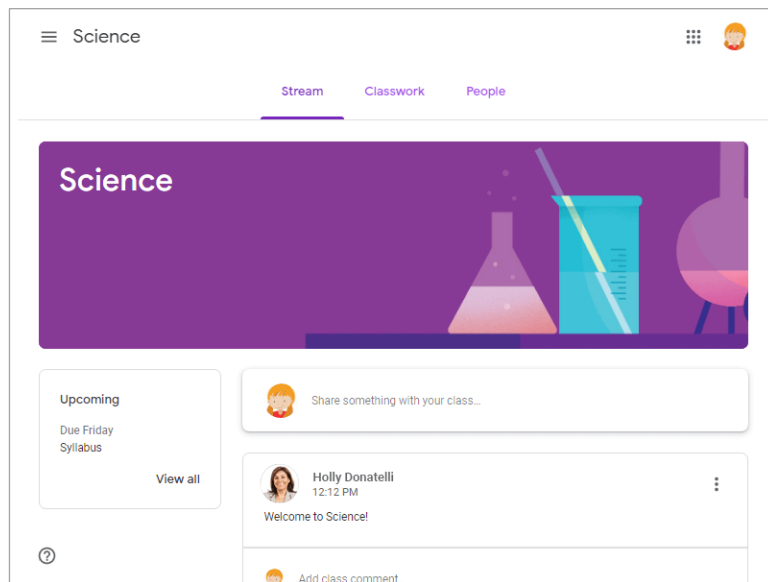 Science
Stream Classwork People
Science
Upcoming
Due Friday
Syllabus
View all
Share something with your class...
Holly Donatelli
12:12 PM
Welcome to Science!
Add class comment